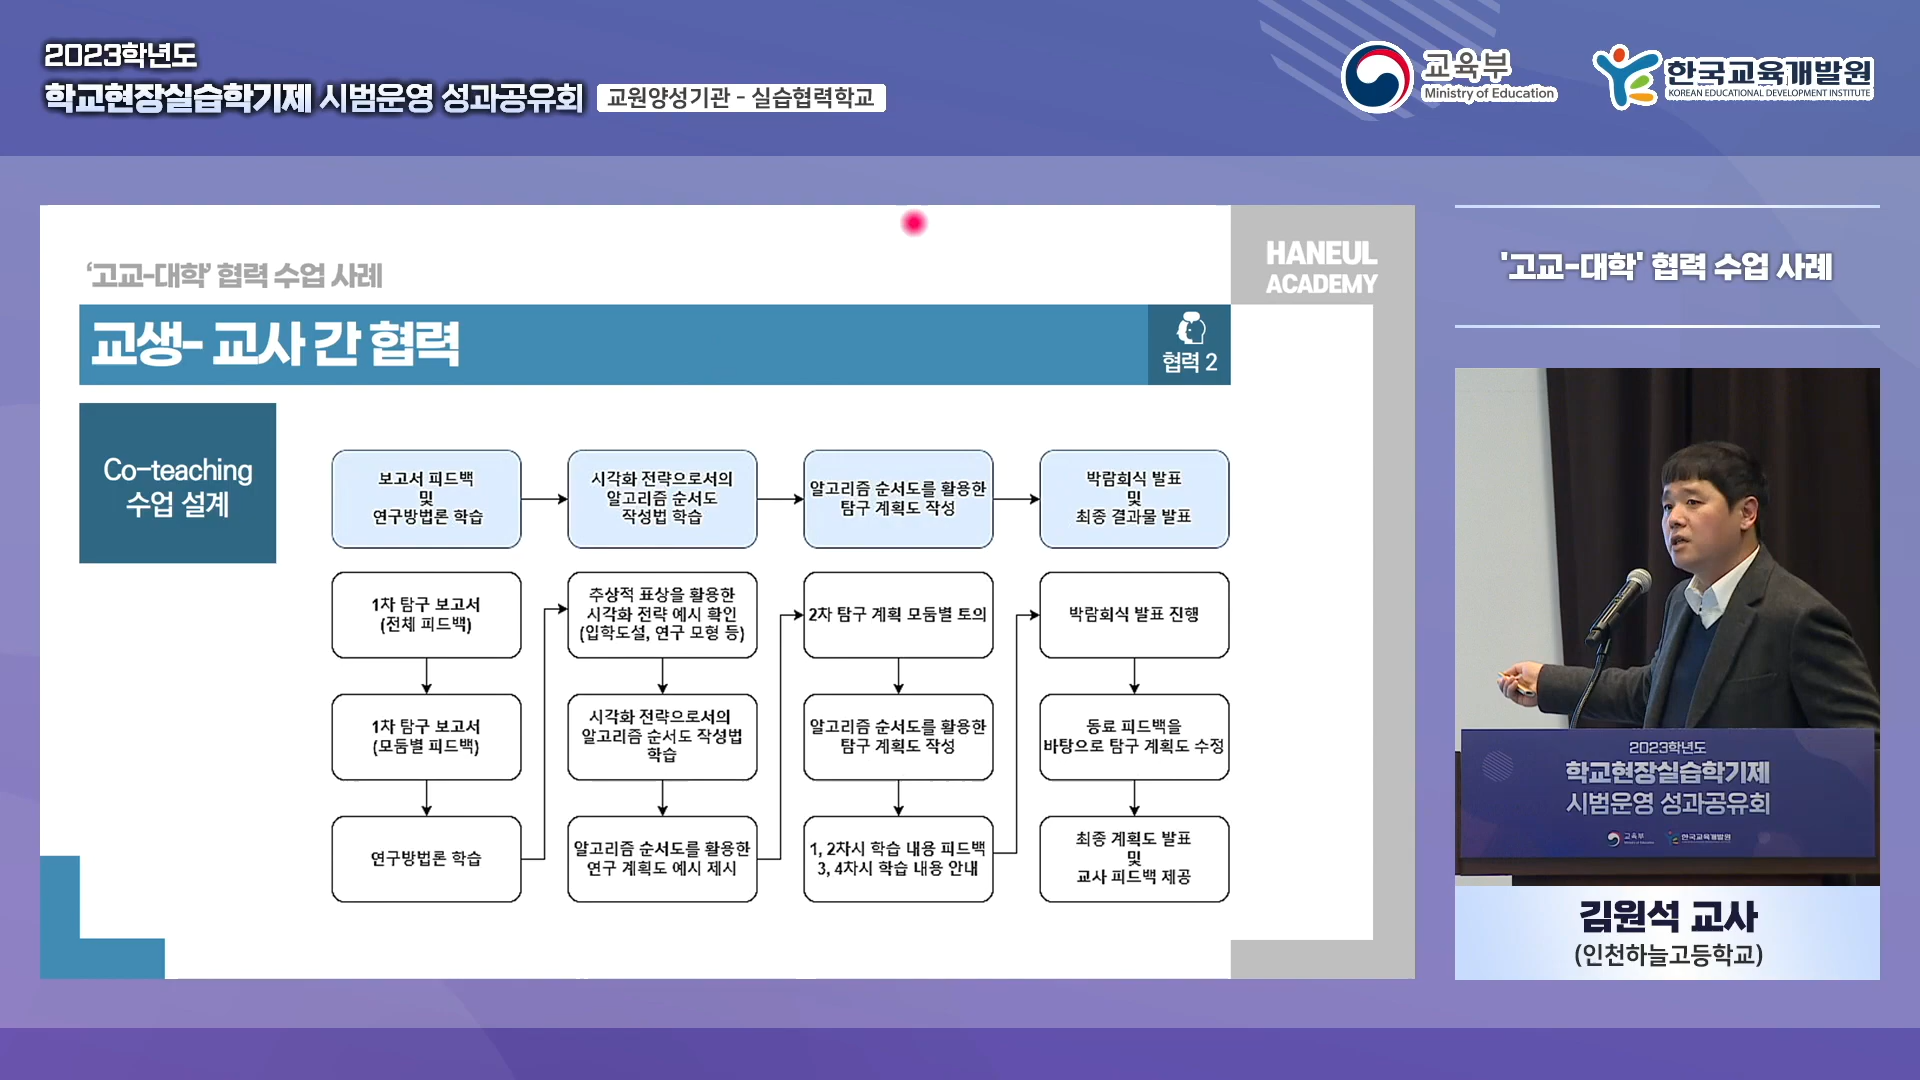 2023학년도
학교현장실습학기제 시범운영 성과공유회 교원양성기관 - 실습협력학교
교육부
Ministry of Education
한국교육개발원
KOREAN EDUCATIONAL DEVELOPMENT INSTITUTE
'고교-대학' 협력 수업 사례
HANEUL
ACADEMY
교생- 교사 간 협력
협력 2
Co-teaching
수업 설계
보고서 피드백
및
연구방법론 학습
시각화 전략으로서의
알고리즘 순서도
작성법 학습
알고리즘 순서도를 활용한
탐구 계획도 작성
박람회식 발표
및
최종 결과물 발표
1차 탐구 보고서
(전체 피드백)
추상적 표상을 활용한
시각화 전략 예시 확인
(입학도설, 연구 모형 등)
2차 탐구 계획 모둠별 토의
박람회식 발표 진행
1차 탐구 보고서
(모둠별 피드백)
시각화 전략으로서의
알고리즘 순서도 작성법
학습
알고리즘 순서도를 활용한
탐구 계획도 작성
동료 피드백을
바탕으로 탐구 계획도 수정
연구방법론 학습
알고리즘 순서도를 활용한
연구 계획도 예시 제시
1, 2차시 학습 내용 피드백
3, 4차시 학습 내용 안내
최종 계획도 발표
및
교사 피드백 제공
'고교-대학' 협력 수업 사례
2023학년도
학교현장실습학기제
시범운영 성과공유회
교육부
한국교육개발원
김원석 교사
(인천하늘고등학교)